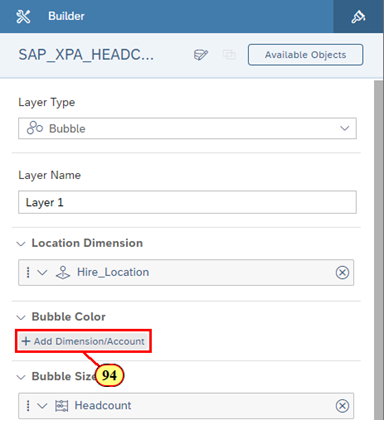 Builder
SAP_XPA_HEADC...
Available Objects
Layer Type
Bubble
Layer Name
Layer 1
Location Dimension
Hire_Location
Bubble Color
+ Add Dimension/Account
Bubble Size
94
Headcount